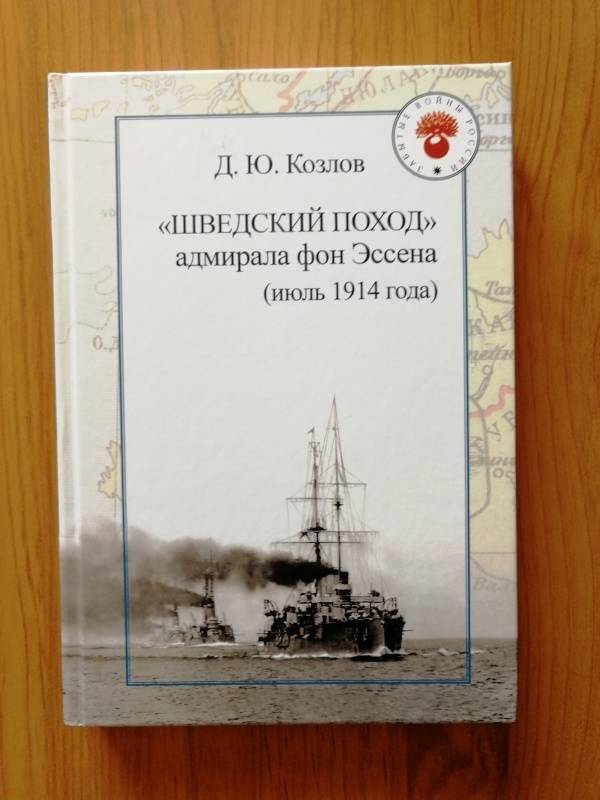 ЗАБЫТЫЕ ВОЙНЫ РОССИИ
Д. Ю. Козлов
«ШВЕДСКИЙ ПОХОД»
адмирала фон Эссена
(июль 1914 года)